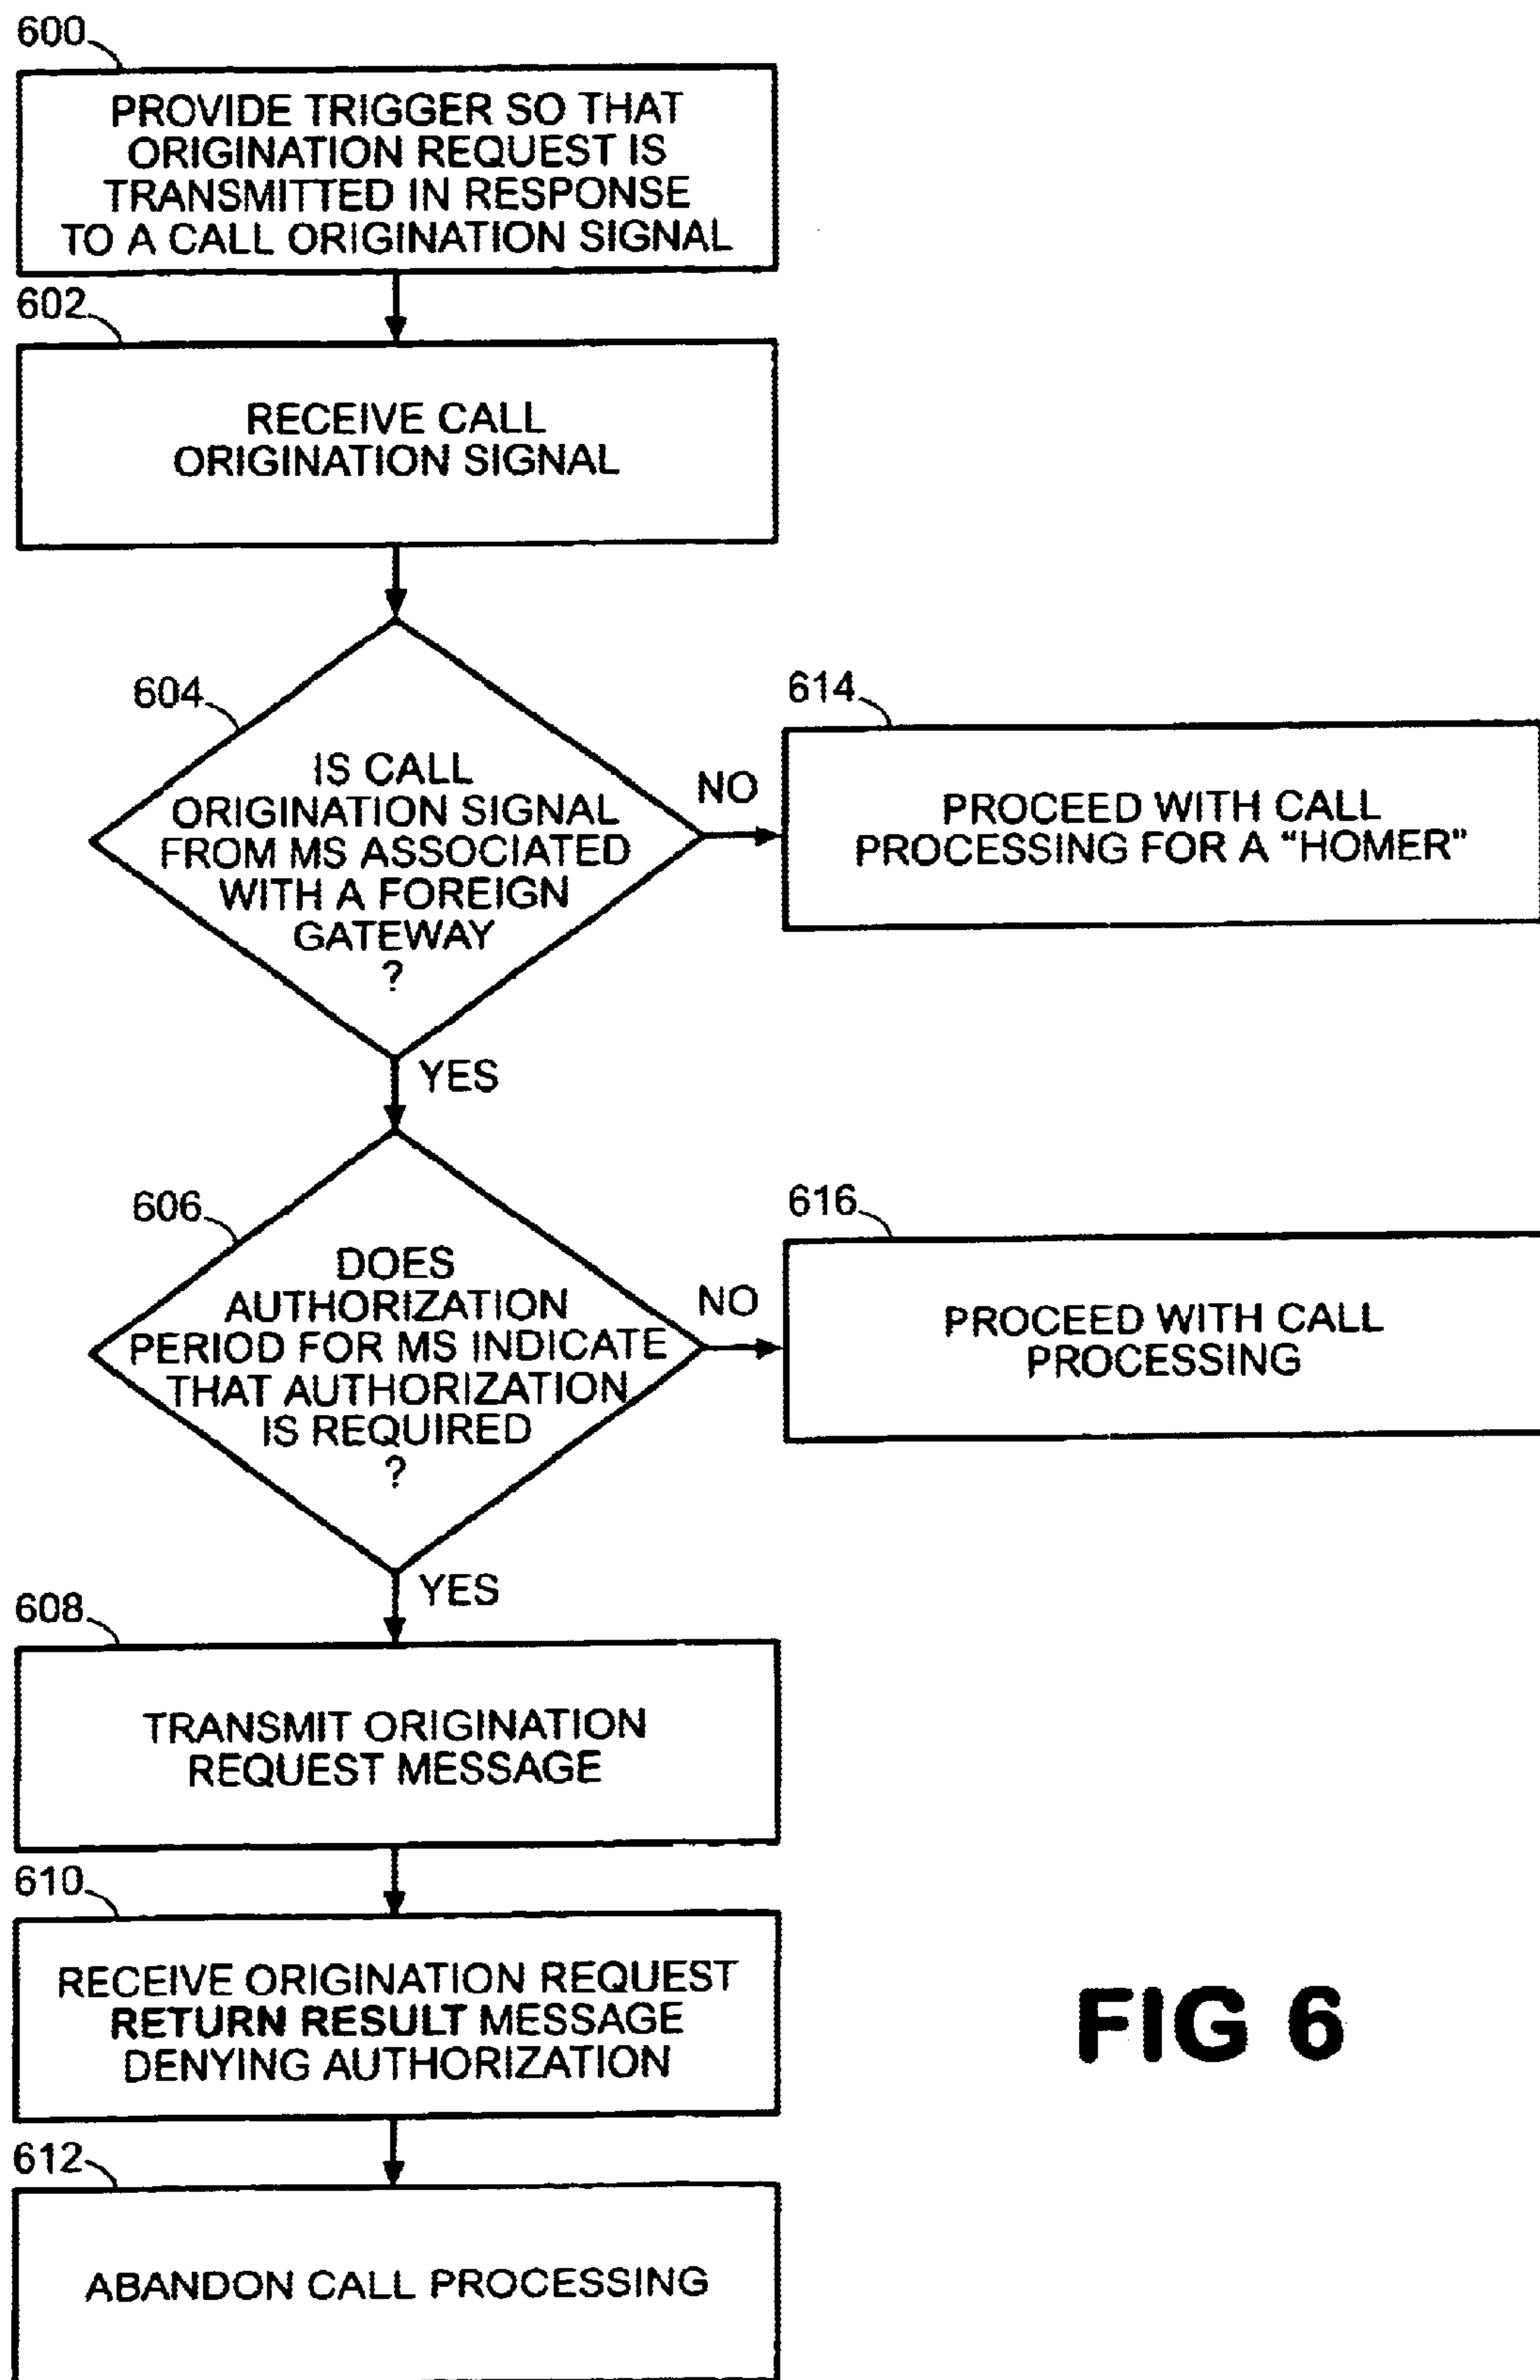 600
PROVIDE TRIGGER SO THAT
ORIGINATION REQUEST IS
TRANSMITTED IN RESPONSE
TO A CALL ORIGINATION SIGNAL
602
RECEIVE CALL
ORIGINATION SIGNAL
604
IS CALL
ORIGINATION SIGNAL
FROM MS ASSOCIATED
WITH A FOREIGN
GATEWAY
?
NO
614
PROCEED WITH CALL
PROCESSING FOR A “HOMER”
YES
606
DOES
AUTHORIZATION
PERIOD FOR MS INDICATE
THAT AUTHORIZATION
IS REQUIRED
?
NO
616
PROCEED WITH CALL
PROCESSING
YES
608
TRANSMIT ORIGINATION
REQUEST MESSAGE
610
RECEIVE ORIGINATION REQUEST
RETURN RESULT MESSAGE
DENYING AUTHORIZATION
612
ABANDON CALL PROCESSING
FIG 6